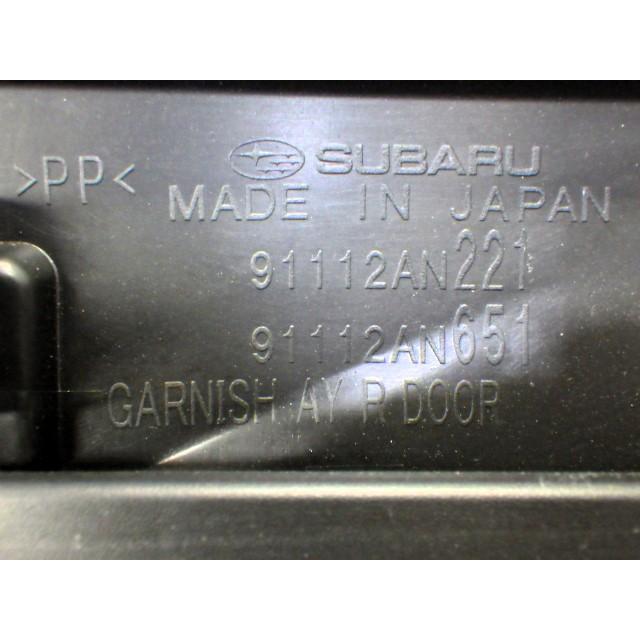 SUBARU
>PP<
MADE IN JAPAN
91112AN221
91112AN651
GARNISH AY R DOOR